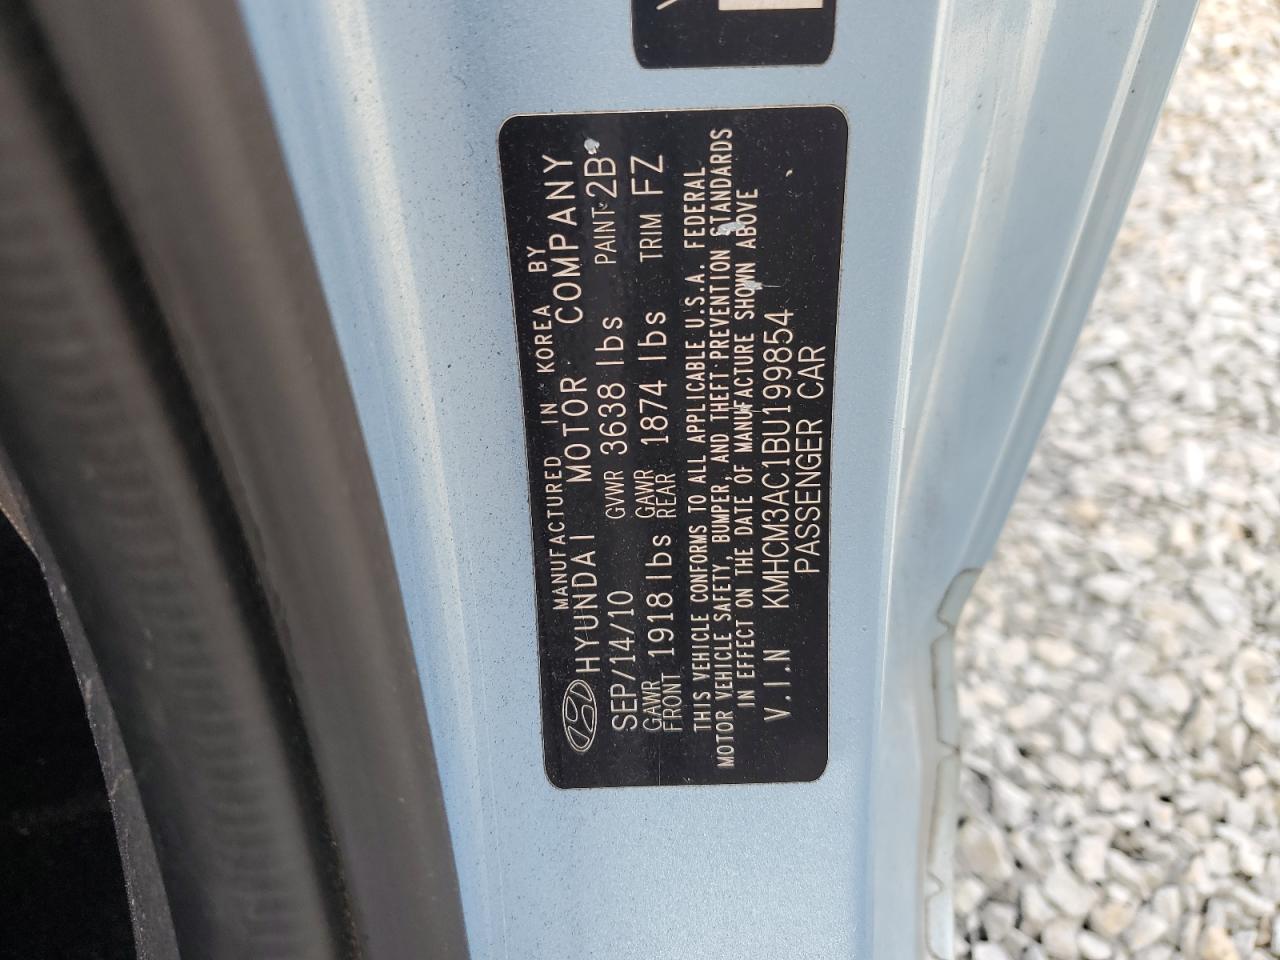 MANUFACTURED IN KOREA BY
HYUNDAI MOTOR COMPANY
SEP/14/10 GVWR 3638 lbs PAINT 2B
GAWR FRONT 1918 lbs GAWR REAR 1874 lbs TRIM FZ
THIS VEHICLE CONFORMS TO ALL APPLICABLE U.S.A. FEDERAL
MOTOR VEHICLE SAFETY, BUMPER, AND THEFT PREVENTION STANDARDS
IN EFFECT ON THE DATE OF MANUFACTURE SHOWN ABOVE
V.I.N KMHCM3AC1BU199854
PASSENGER CAR